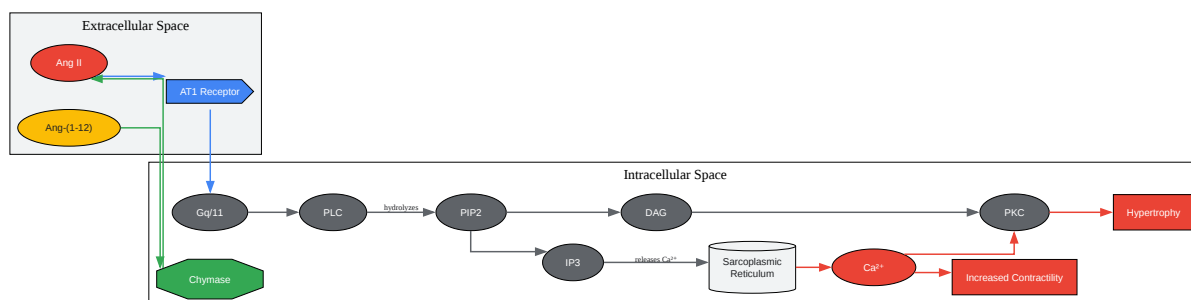 Extracellular Space
Ang II
AT1 Receptor
Ang-(1-12)
Intracellular Space
Gq/11
PLC
hydrolyzes
PIP2
DAG
PKC
Hypertrophy
IP3
releases Ca²⁺
Sarcoplasmic
Reticulum
Ca²⁺
Increased Contractility
Chymase